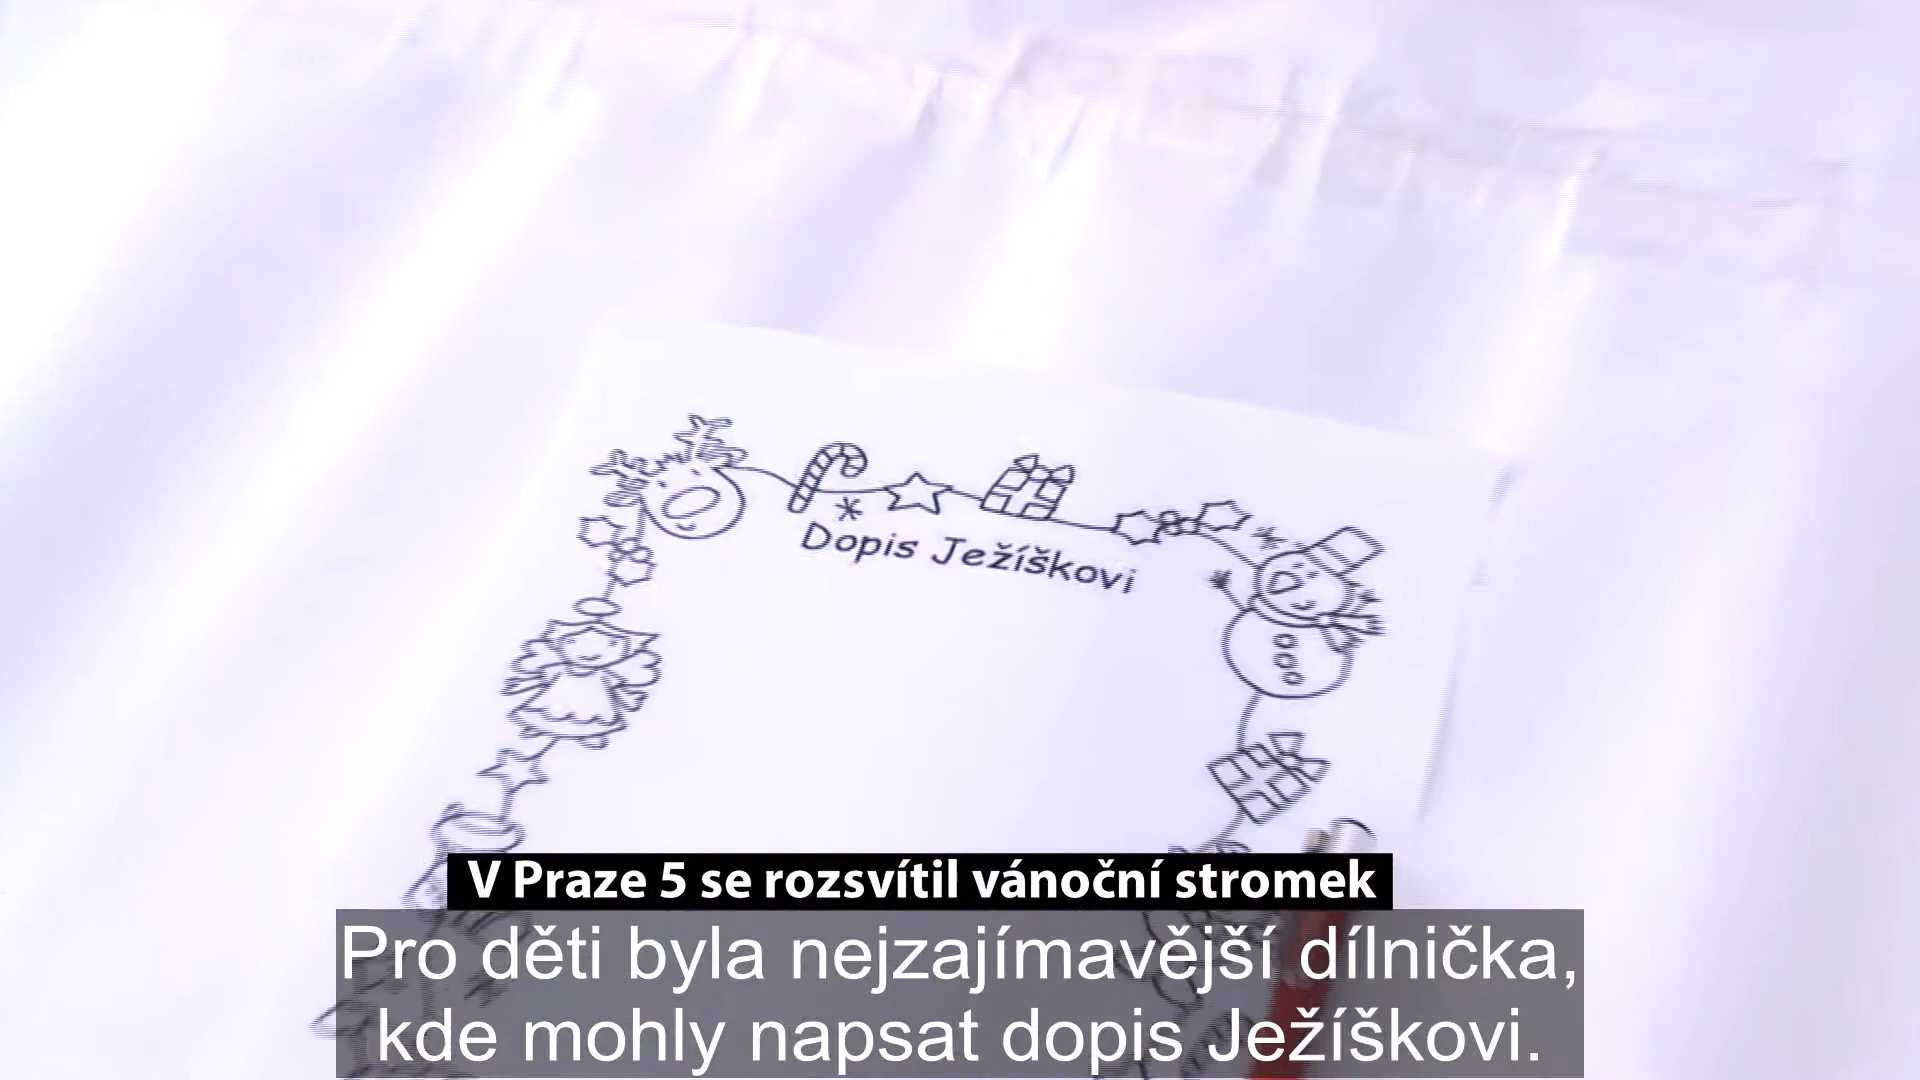 Dopis Ježíškovi
V Praze 5 se rozsvítil vánoční stromek
Pro děti byla nejzajímavější dílnička,
kde mohly napsat dopis Ježíškovi.